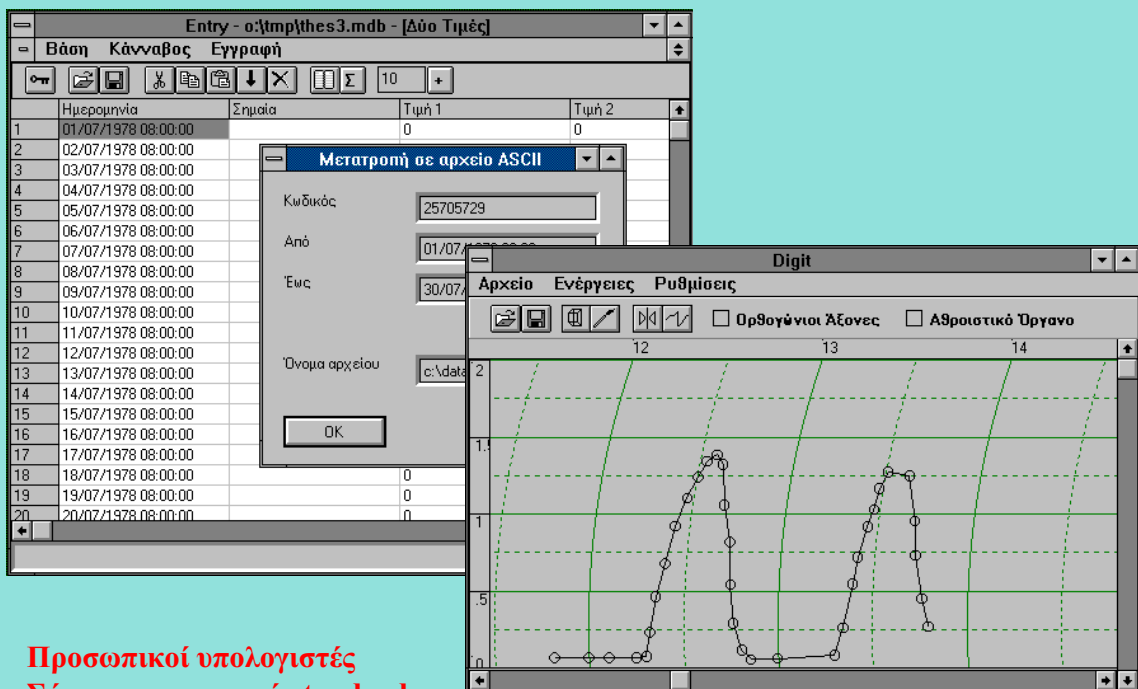 Entry - o:\tmp\thes3.mdb - [Δύο Τιμές]
Βάση Κάνναβος Εγγραφή
Σ 10 +
Ημερομηνία Σημαία Τιμή 1 Τιμή 2
1 01/07/1978 08:00:00 0 0
2 02/07/1978 08:00:00
3 03/07/1978 08:00:00
4 04/07/1978 08:00:00
5 05/07/1978 08:00:00
6 06/07/1978 08:00:00
7 07/07/1978 08:00:00
8 08/07/1978 08:00:00
9 09/07/1978 08:00:00
10 10/07/1978 08:00:00
11 11/07/1978 08:00:00
12 12/07/1978 08:00:00
13 13/07/1978 08:00:00
14 14/07/1978 08:00:00
15 15/07/1978 08:00:00
16 16/07/1978 08:00:00
17 17/07/1978 08:00:00
18 18/07/1978 08:00:00 0
19 19/07/1978 08:00:00 0
20 20/07/1978 08:00:00 0
Μετατροπή σε αρχείο ASCII
Κωδικός 25705729
Από 01/07/
Έως 30/07/
Όνομα αρχείου c:\data
OK
Digit
Αρχείο Ενέργειες Ρυθμίσεις
Ορθογώνιοι Άξονες Αθροιστικό Όργανο
12 13 14
2
1.5
1
.5
0
Προσωπικοί υπολογιστές